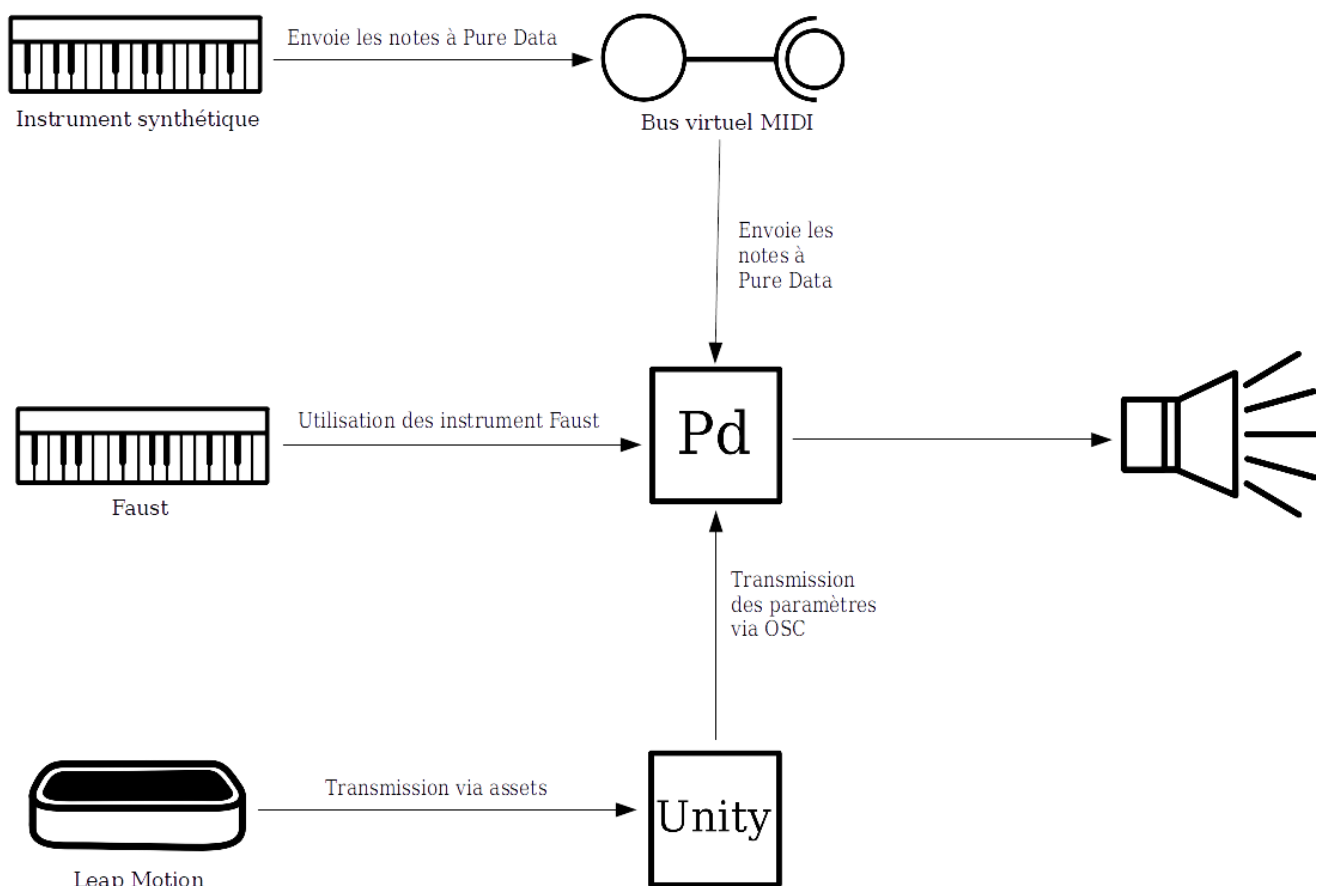 Envoie les notes à Pure Data
Instrument synthétique
Bus virtuel MIDI
Envoie les
notes à
Pure Data
Utilisation des instrument Faust
Pd
Faust
Transmission
des paramètres
via OSC
Transmission via assets
Unity
Leap Motion